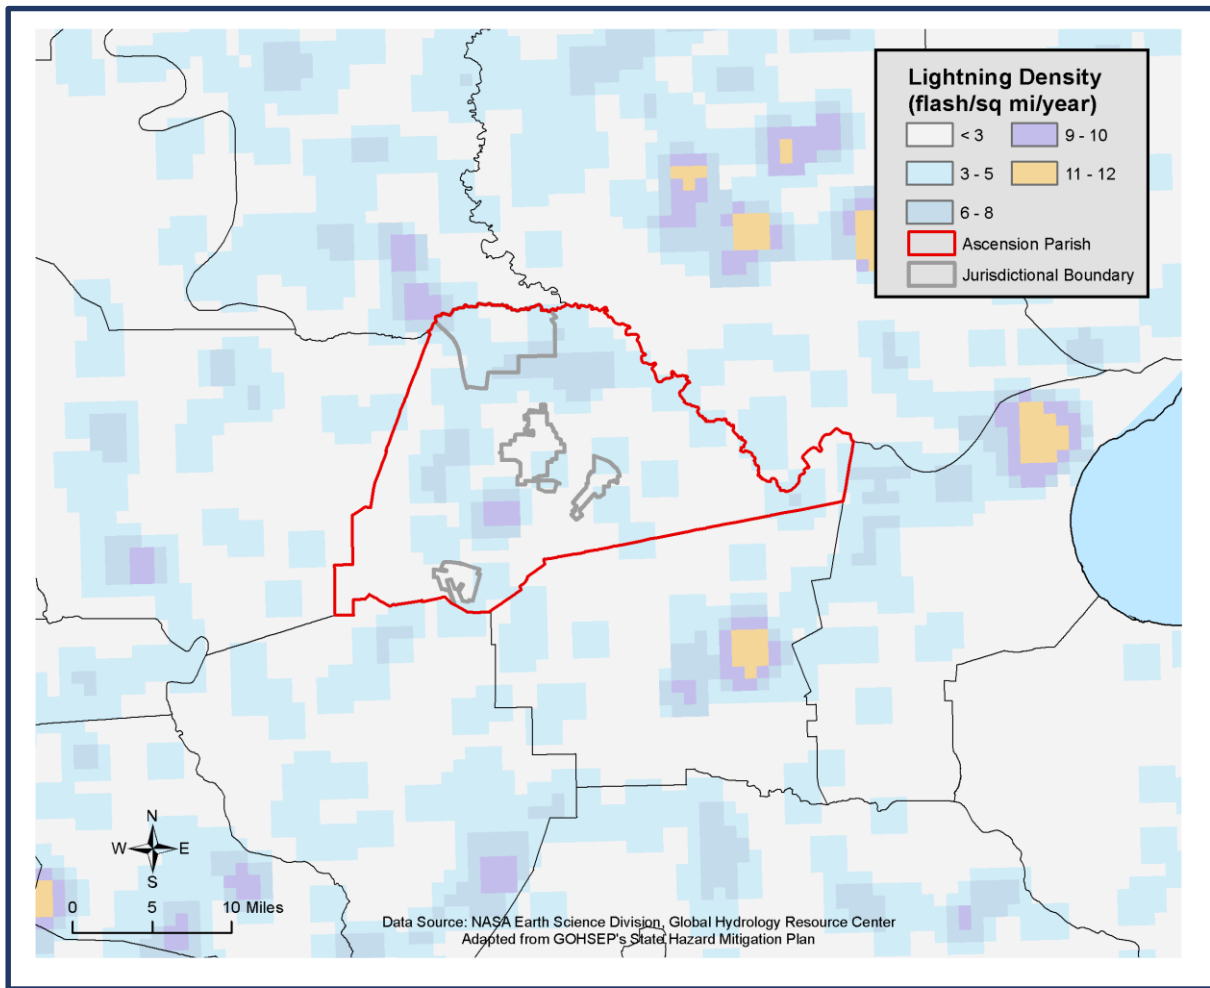 Lightning Density
(flash/sq mi/year)
< 3
9 - 10
3 - 5
11 - 12
6 - 8
Ascension Parish
Jurisdictional Boundary
N
W
E
S
0 5 10 Miles
Data Source: NASA Earth Science Division, Global Hydrology Resource Center
Adapted from GOHSEP's State Hazard Mitigation Plan